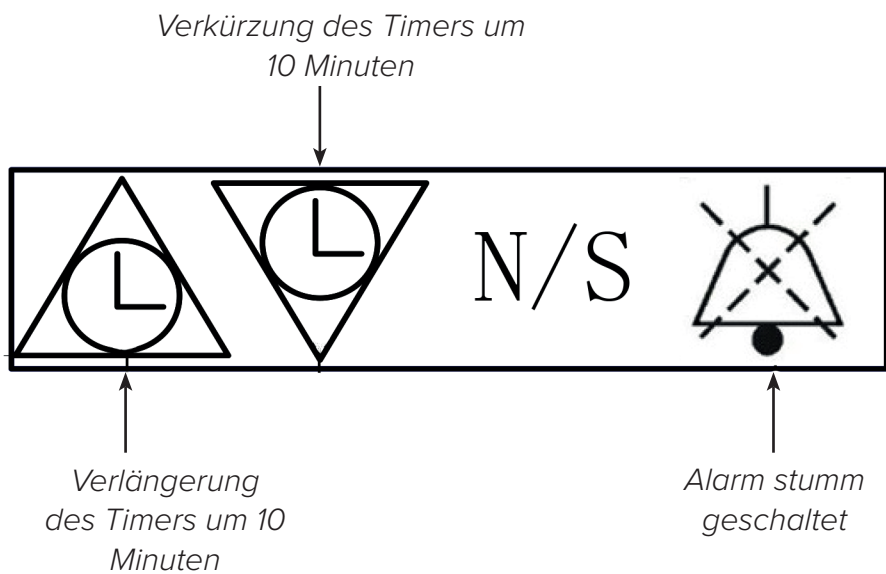 Verkürzung des Timers um
10 Minuten
N/S
Verlängerung
des Timers um 10
Minuten
Alarm stumm
geschaltet